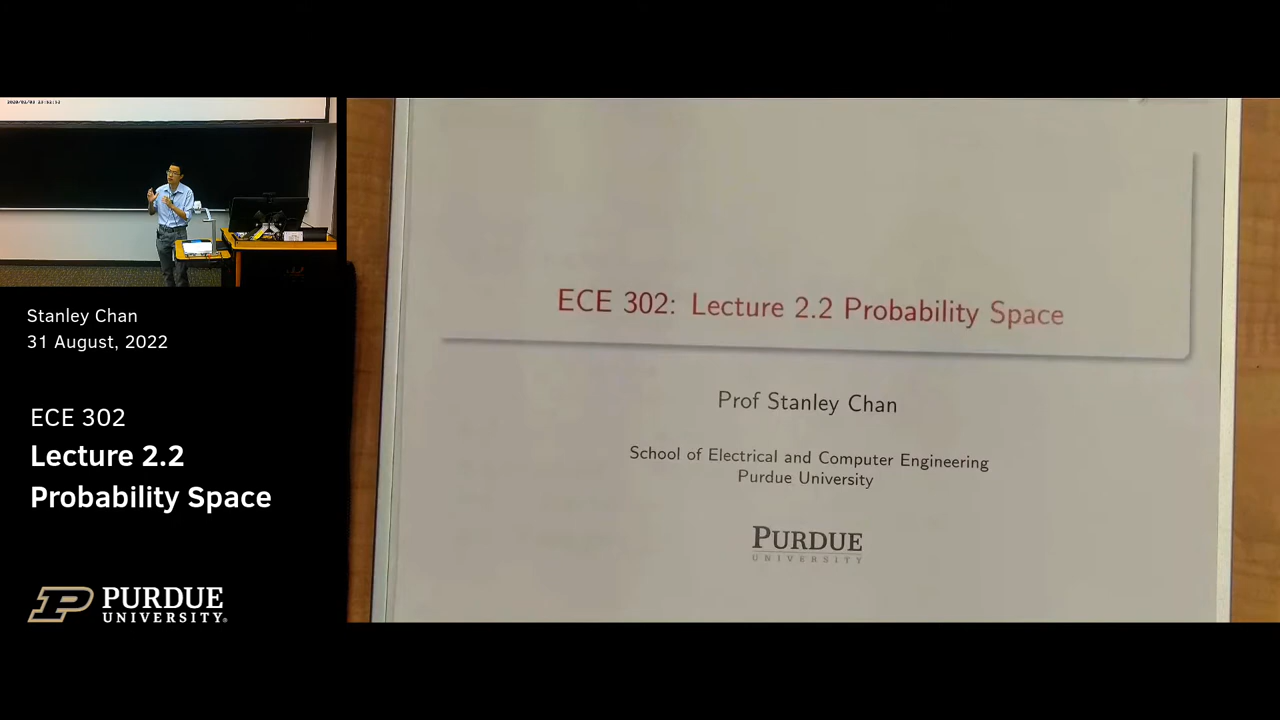 Stanley Chan
31 August, 2022
ECE 302
Lecture 2.2
Probability Space
PURDUE
UNIVERSITY®
ECE 302: Lecture 2.2 Probability Space
Prof Stanley Chan
School of Electrical and Computer Engineering
Purdue University
PURDUE
UNIVERSITY